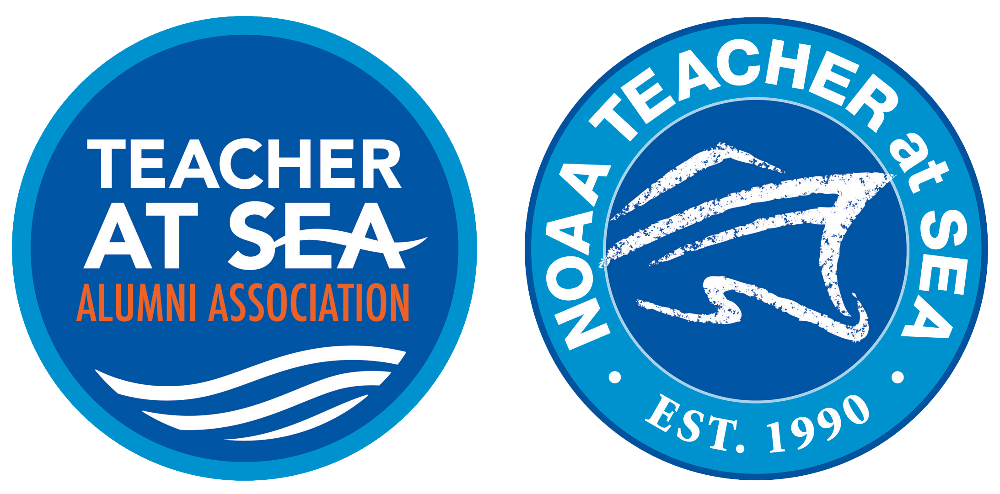 TEACHER
AT SEA
ALUMNI ASSOCIATION
NOAA TEACHER at SEA
• EST. 1990 •